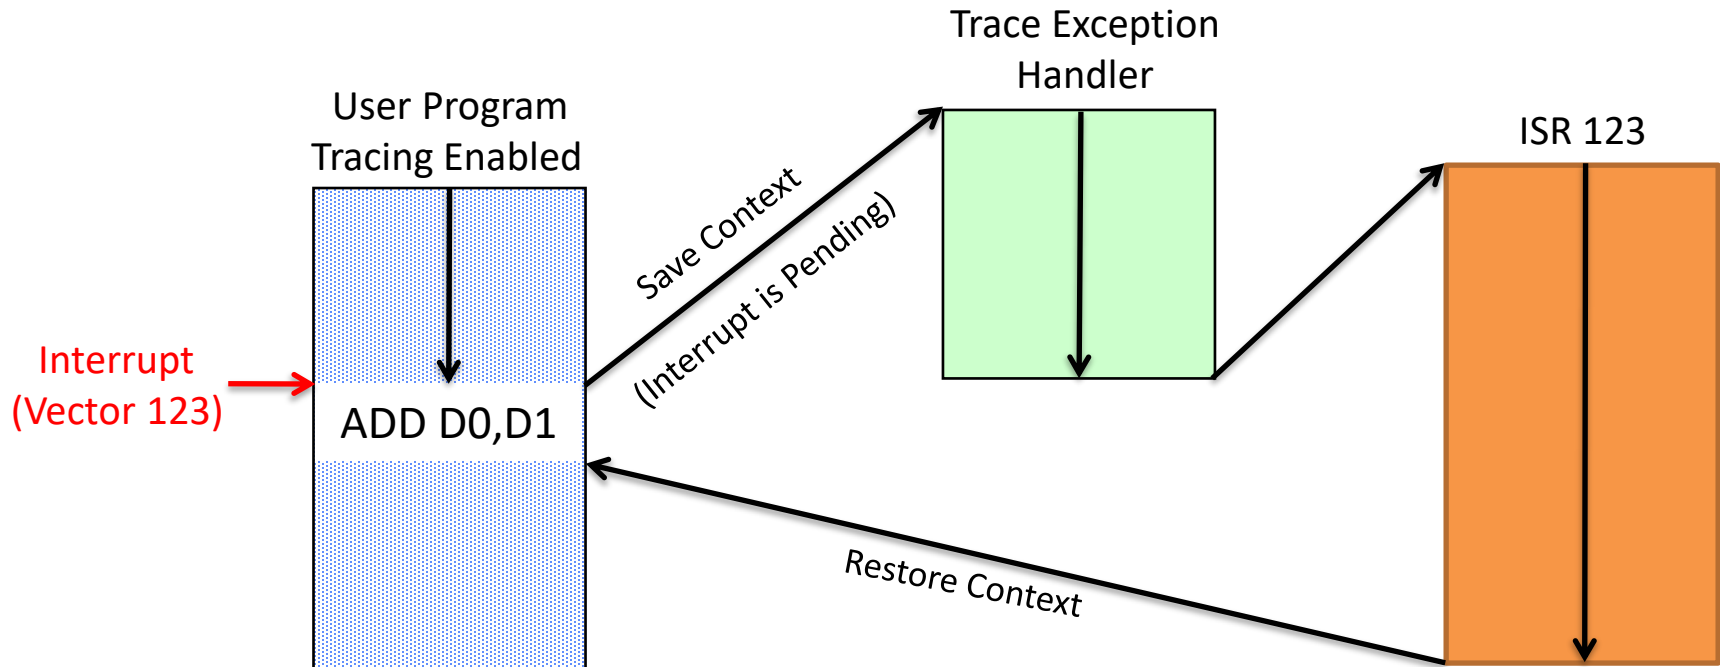 Trace Exception
Handler
User Program
Tracing Enabled
ISR 123
Save Context
(Interrupt is Pending)
Interrupt
(Vector 123)
ADD D0,D1
Restore Context